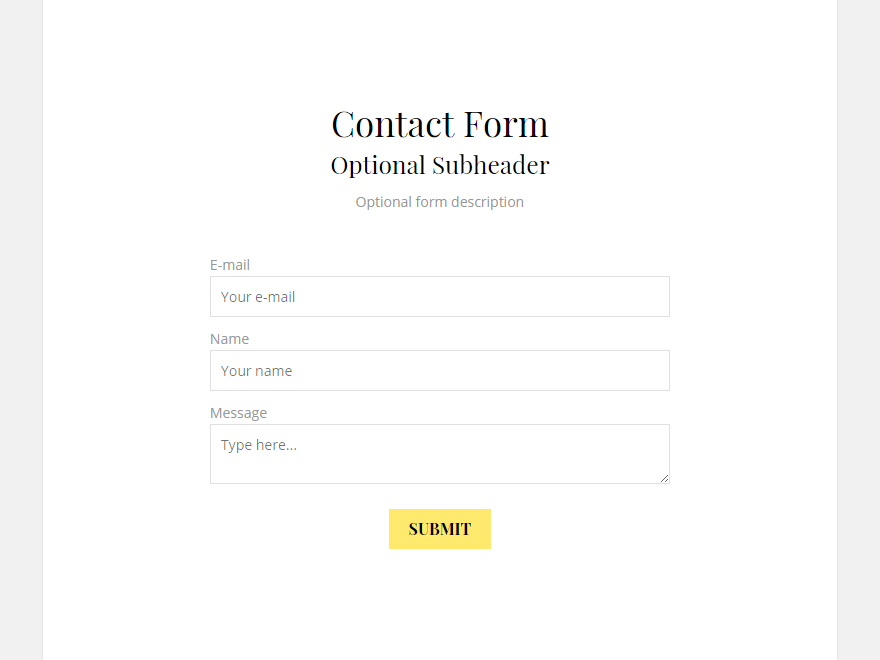 Contact Form
Optional Subheader
Optional form description
E-mail
Your e-mail
Name
Your name
Message
Type here...
SUBMIT